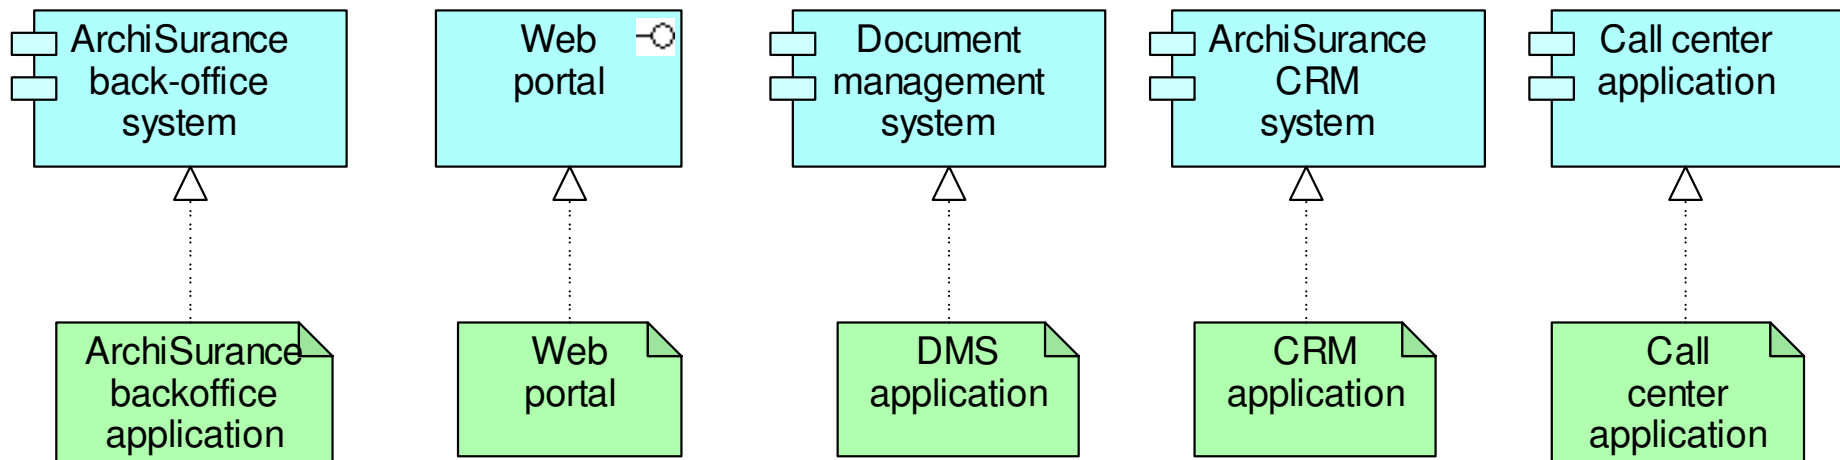 ArchiSurance
back-office
system
Web
portal
Document
management
system
ArchiSurance
CRM
system
Call center
application
ArchiSurance
backoffice
application
Web
portal
DMS
application
CRM
application
Call
center
application